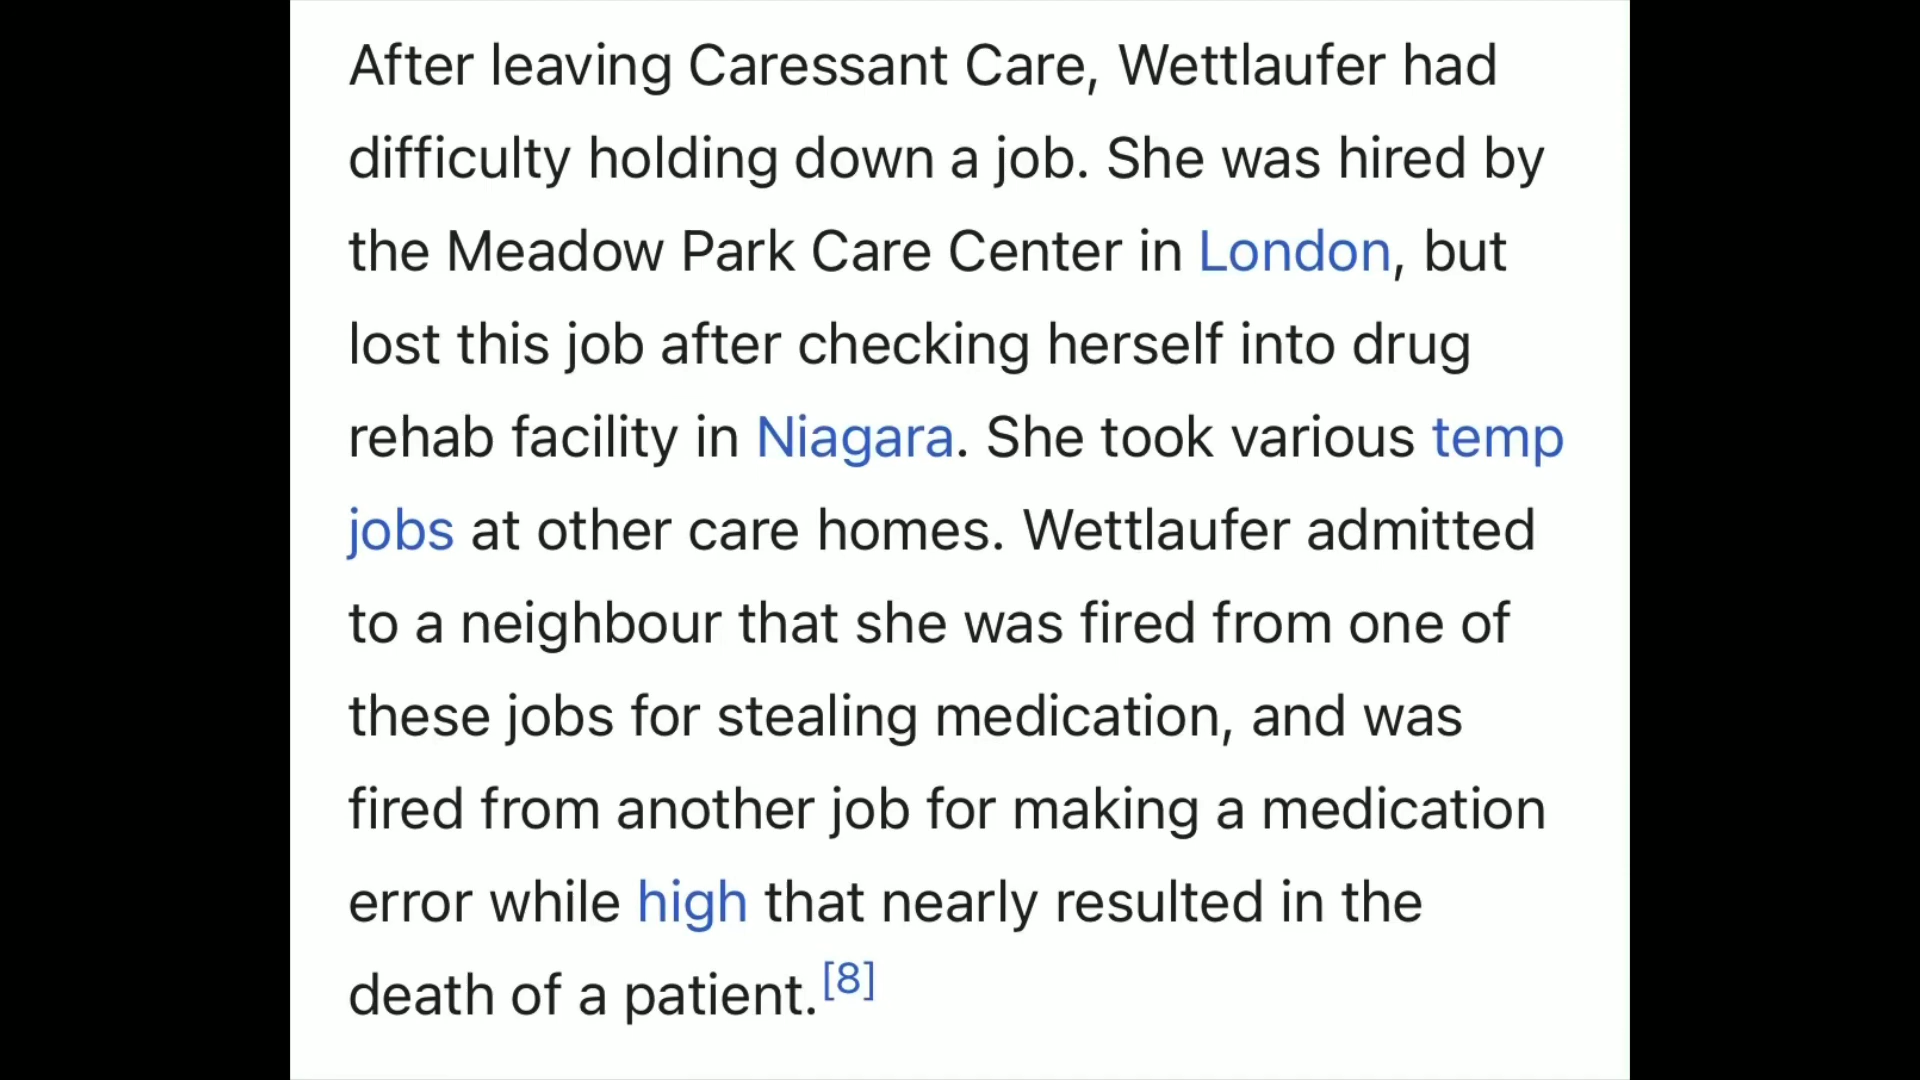 After leaving Caressant Care, Wettlaufer had
difficulty holding down a job. She was hired by
the Meadow Park Care Center in London, but
lost this job after checking herself into drug
rehab facility in Niagara. She took various temp
jobs at other care homes. Wettlaufer admitted
to a neighbour that she was fired from one of
these jobs for stealing medication, and was
fired from another job for making a medication
error while high that nearly resulted in the
death of a patient.[8]